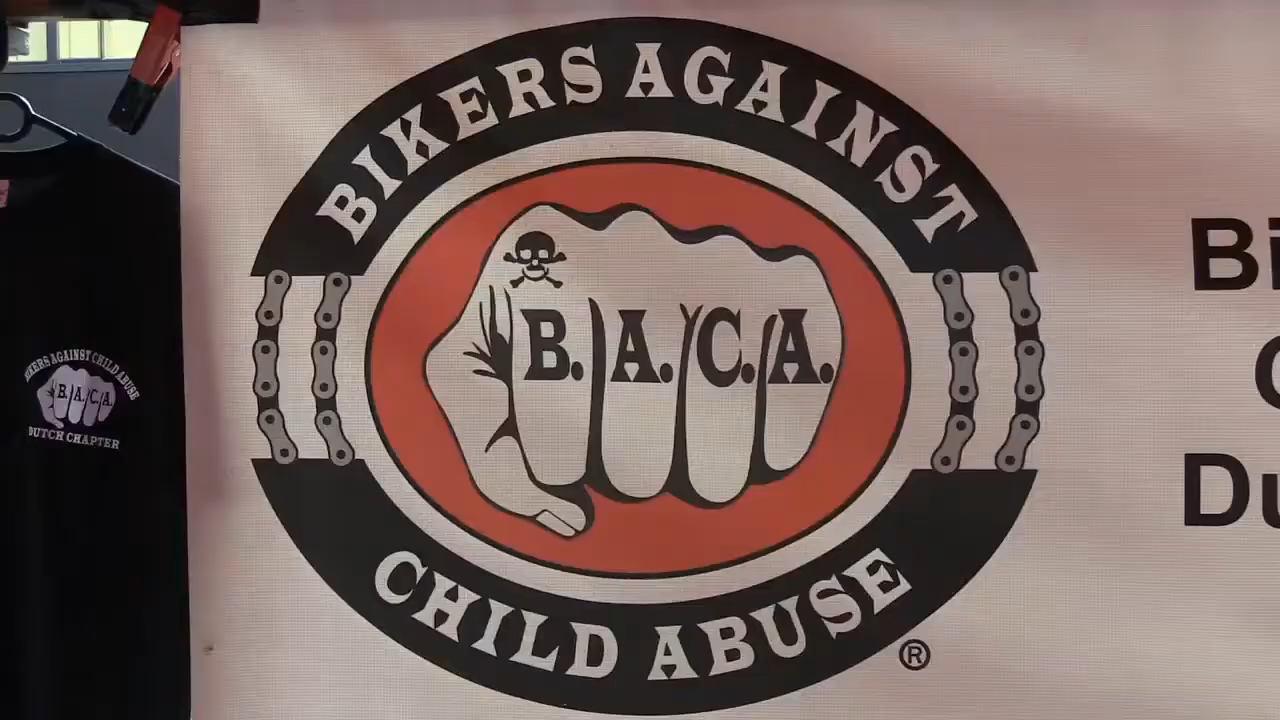 BIKERS AGAINST
B. A. C. A.
CHILD ABUSE
®
BIKERS AGAINST CHILD ABUSE
B. A. C. A.
DUTCH CHAPTER